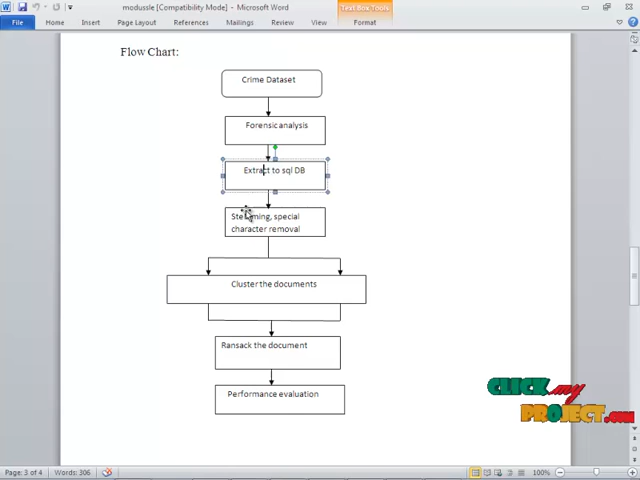 modussle [Compatibility Mode] - Microsoft Word
Text Box Tools
File Home Insert Page Layout References Mailings Review View Format
Flow Chart:
Crime Dataset
Forensic analysis
Extract to sql DB
Stemming, special
character removal
Cluster the documents
Ransack the document
Performance evaluation
CLICK my
PROJECT.com
Page: 3 of 4 Words: 306 100%